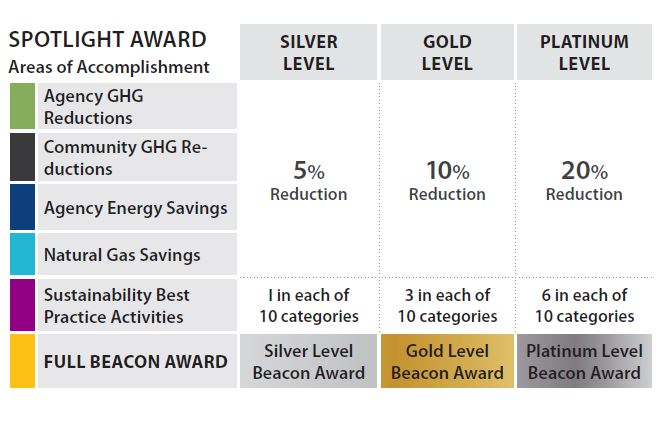 SPOTLIGHT AWARD
Areas of Accomplishment
SILVER
LEVEL
GOLD
LEVEL
PLATINUM
LEVEL
Agency GHG
Reductions
Community GHG Re-
ductions
Agency Energy Savings
Natural Gas Savings
5%
Reduction
10%
Reduction
20%
Reduction
Sustainability Best
Practice Activities
1 in each of
10 categories
3 in each of
10 categories
6 in each of
10 categories
FULL BEACON AWARD
Silver Level
Beacon Award
Gold Level
Beacon Award
Platinum Level
Beacon Award